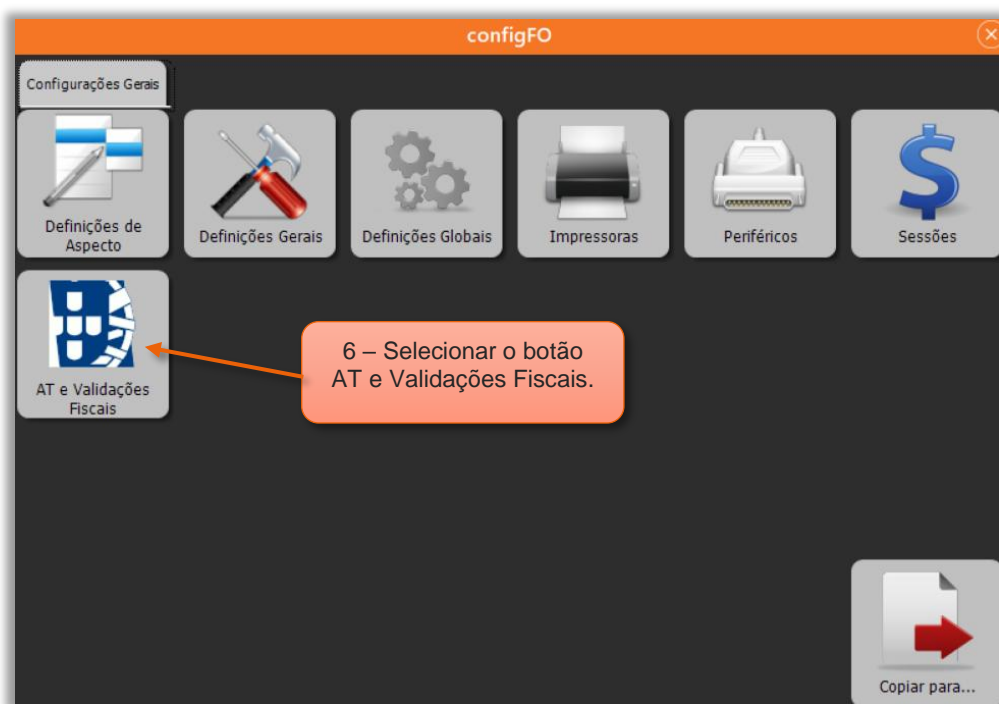 configFO
Configurações Gerais
Definições de
Aspecto
Definições Gerais
Definições Globais
Impressoras
Periféricos
Sessões
AT e Validações
Fiscais
6 – Selecionar o botão
AT e Validações Fiscais.
Copiar para...